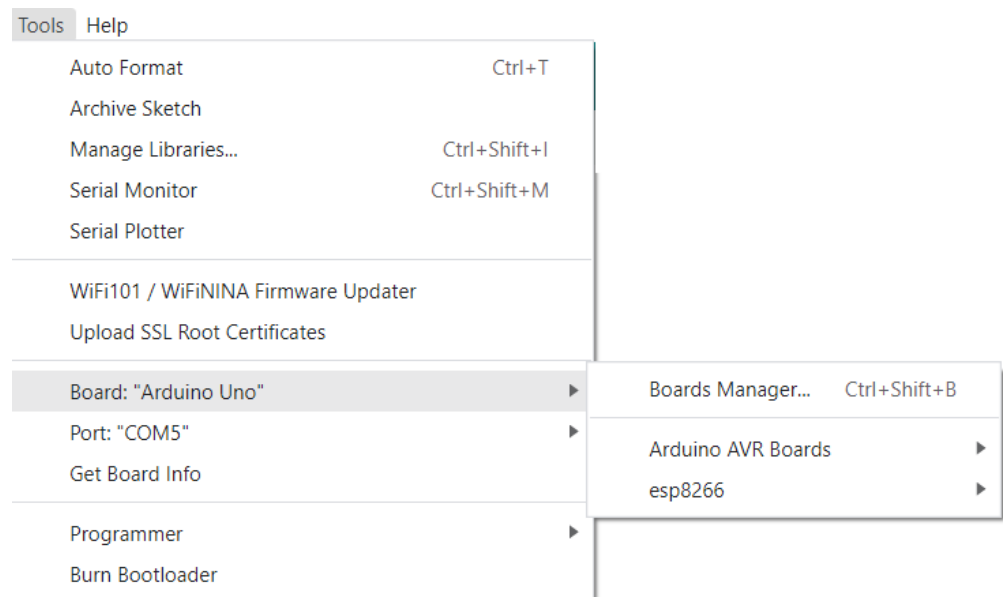 Tools Help
Auto Format Ctrl+T
Archive Sketch
Manage Libraries... Ctrl+Shift+I
Serial Monitor Ctrl+Shift+M
Serial Plotter
WiFi101 / WiFiNINA Firmware Updater
Upload SSL Root Certificates
Board: "Arduino Uno"
Port: "COM5"
Get Board Info
Programmer
Burn Bootloader
Boards Manager... Ctrl+Shift+B
Arduino AVR Boards
esp8266